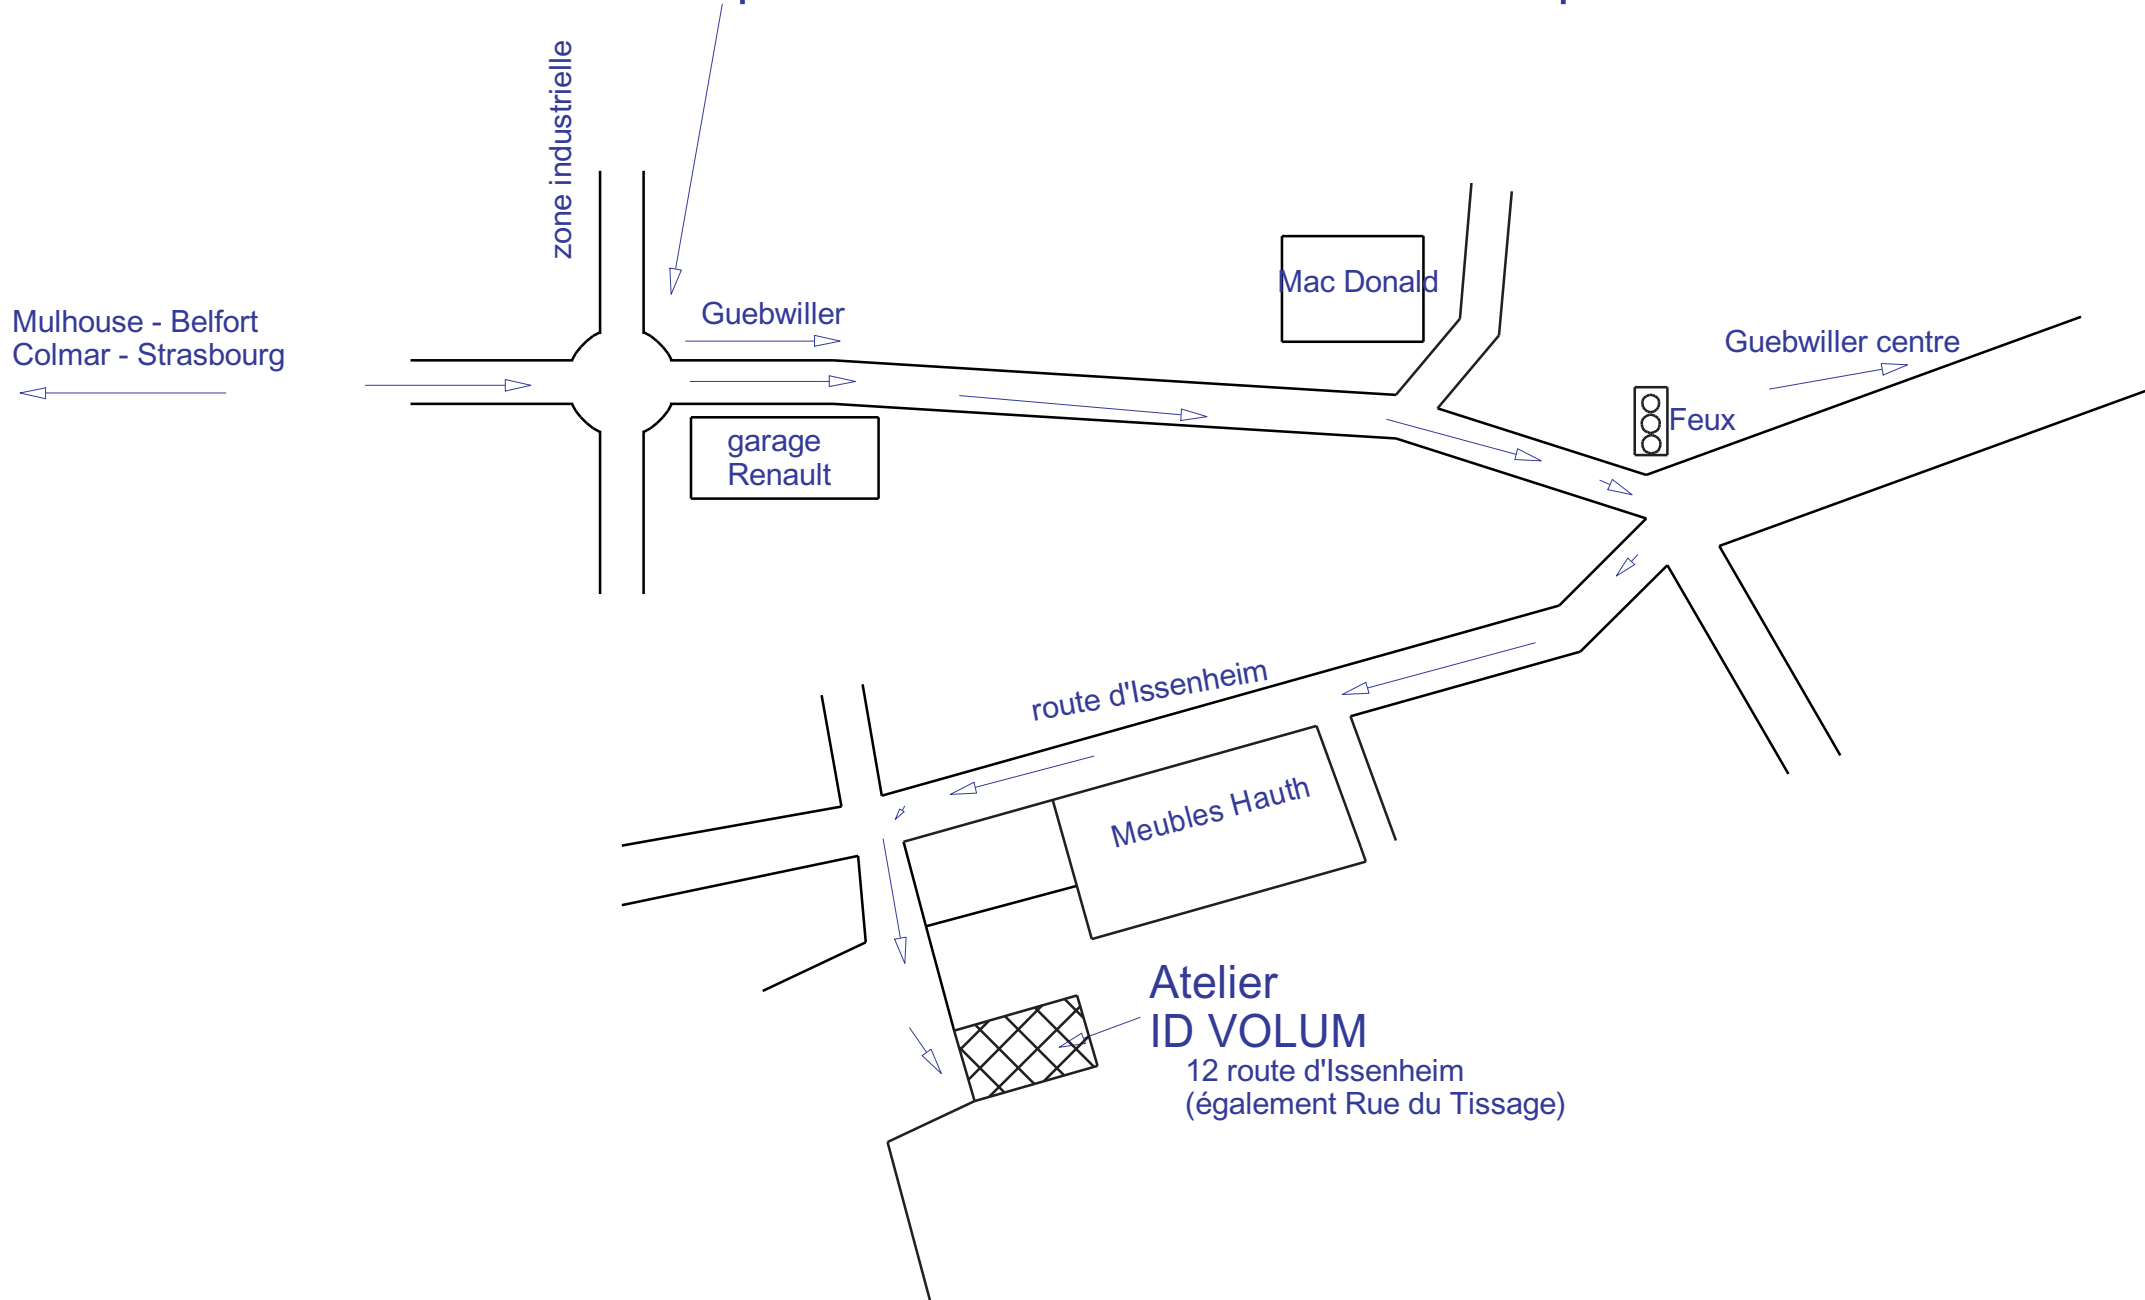 zone industrielle
Mulhouse - Belfort
Colmar - Strasbourg
Guebwiller
Mac Donald
Guebwiller centre
Feux
garage
Renault
route d'Issenheim
Meubles Hauth
Atelier
ID VOLUM
12 route d'Issenheim
(également Rue du Tissage)